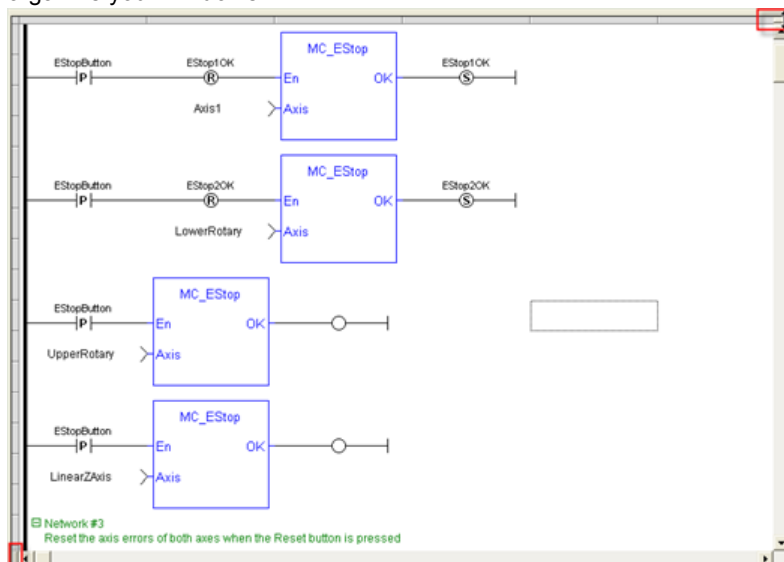 MC_EStop
EStopButton EStop1OK EStop1OK
P R En OK S
Axis1 Axis
MC_EStop
EStopButton EStop2OK EStop2OK
P R En OK S
LowerRotary Axis
MC_EStop
EStopButton
P En OK
UpperRotary Axis
MC_EStop
EStopButton
P En OK
LinearZAxis Axis
Network #3
Reset the axis errors of both axes when the Reset button is pressed